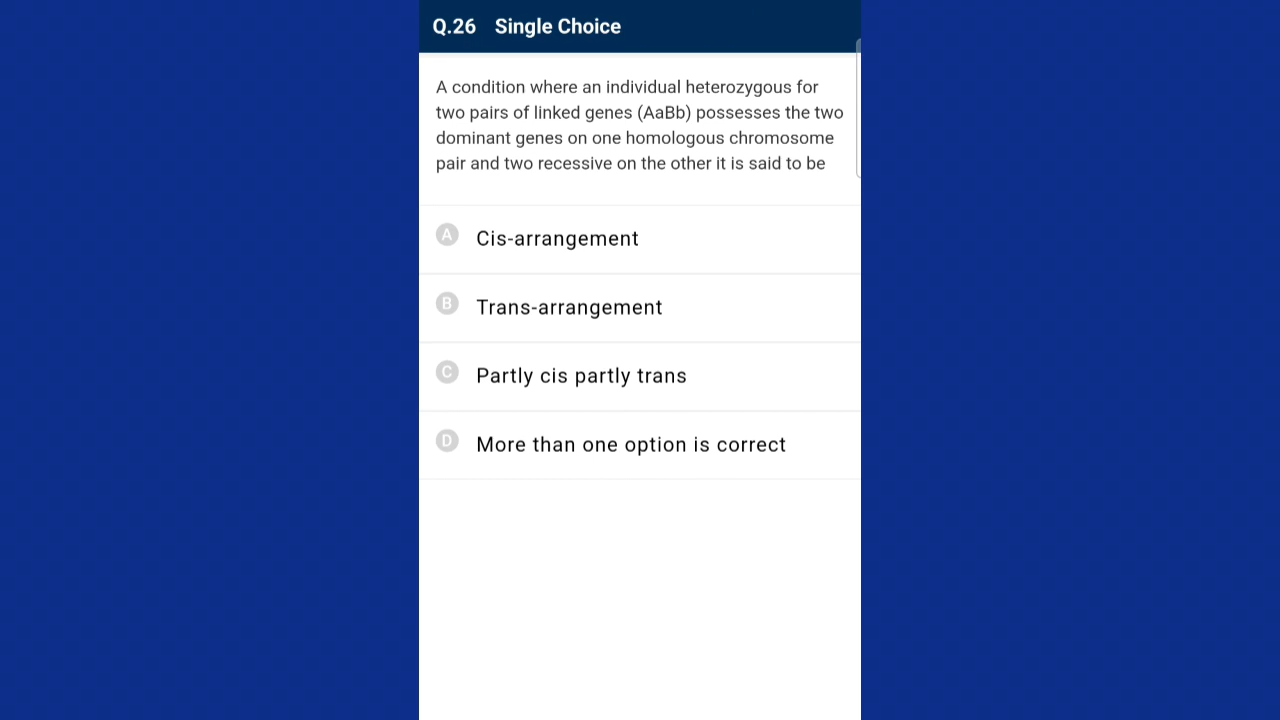 Q.26 Single Choice
A condition where an individual heterozygous for
two pairs of linked genes (AaBb) possesses the two
dominant genes on one homologous chromosome
pair and two recessive on the other it is said to be
A Cis-arrangement
B Trans-arrangement
C Partly cis partly trans
D More than one option is correct